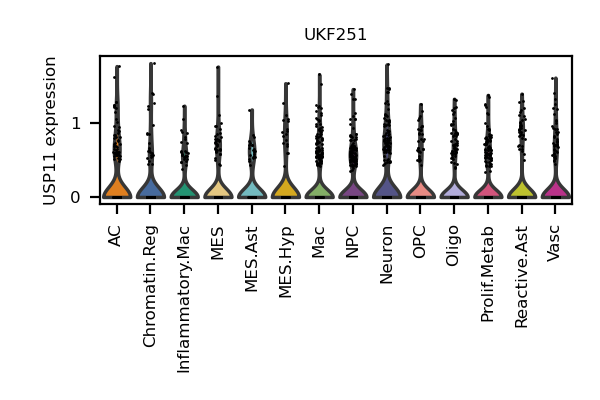 UKF251
USP11 expression
1
0
AC
Chromatin.Reg
Inflammatory.Mac
MES
MES.Ast
MES.Hyp
Mac
NPC
Neuron
OPC
Oligo
Prolif.Metab
Reactive.Ast
Vasc